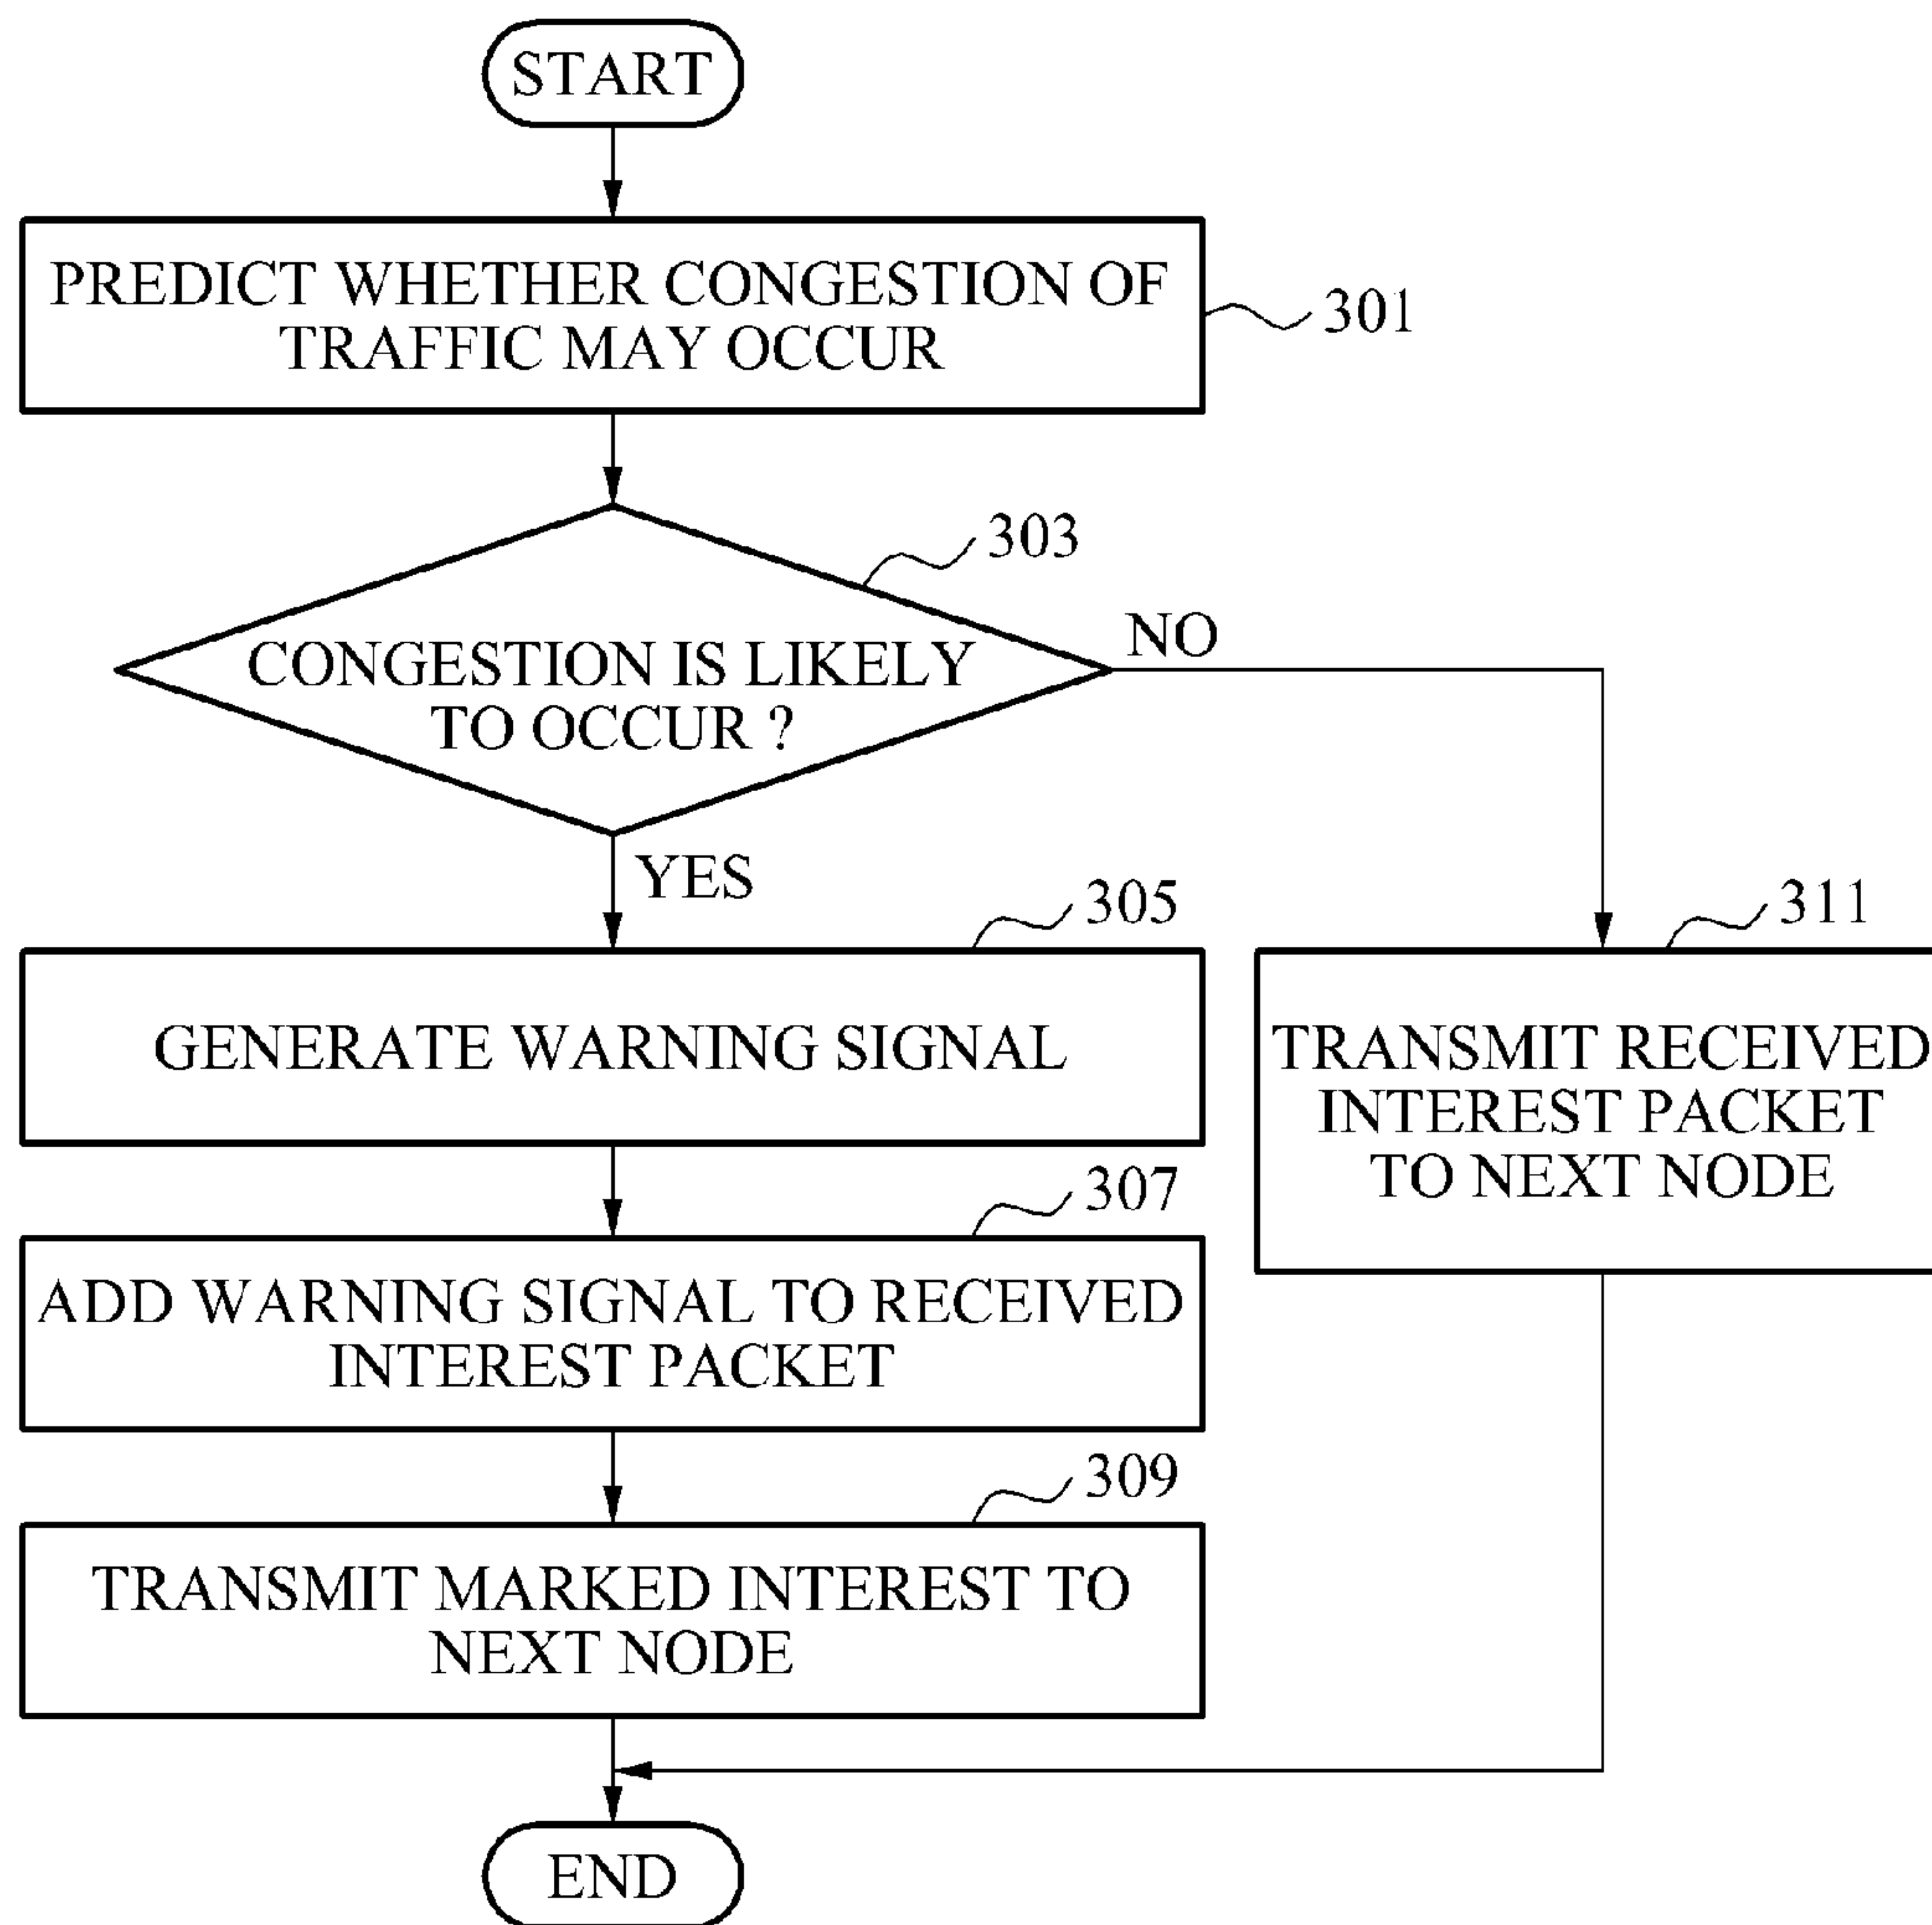 START
PREDICT WHETHER CONGESTION OF
TRAFFIC MAY OCCUR
301
303
CONGESTION IS LIKELY
TO OCCUR ?
NO
YES
305
GENERATE WARNING SIGNAL
311
TRANSMIT RECEIVED
INTEREST PACKET
TO NEXT NODE
307
ADD WARNING SIGNAL TO RECEIVED
INTEREST PACKET
309
TRANSMIT MARKED INTEREST TO
NEXT NODE
END